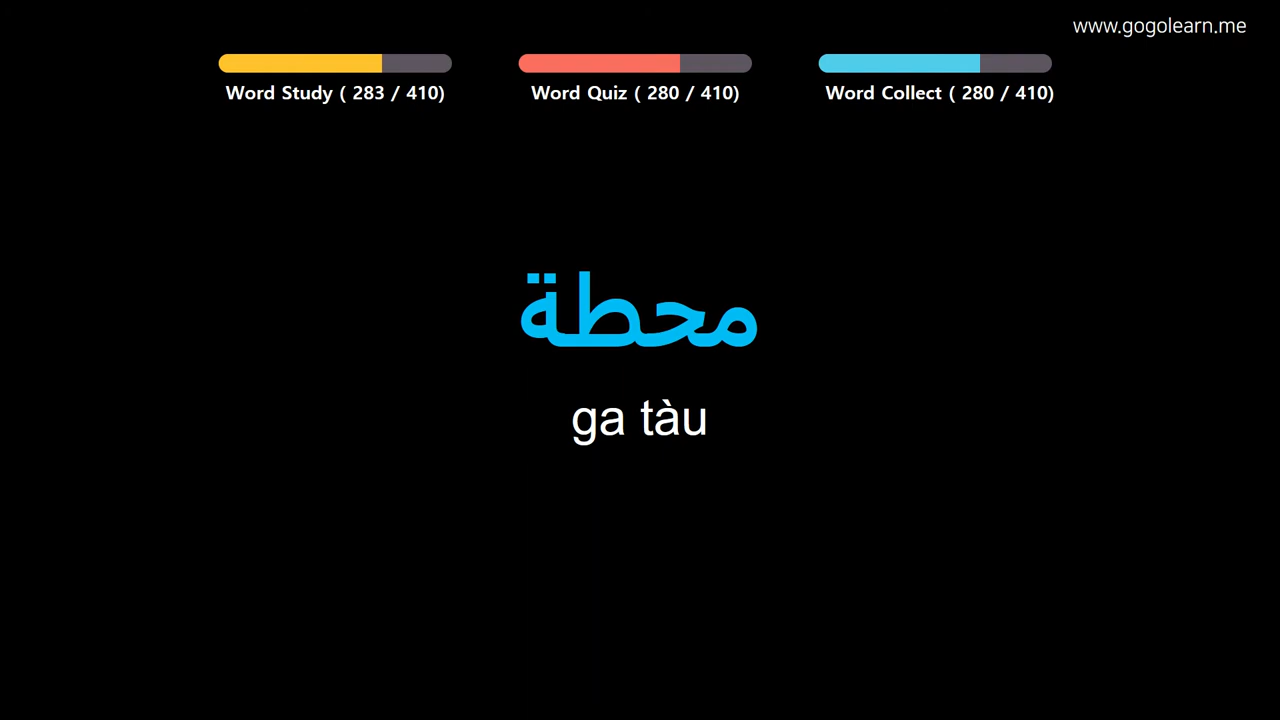 www.gogolearn.me
Word Study ( 283 / 410)
Word Quiz ( 280 / 410)
Word Collect ( 280 / 410)
محطة
ga tàu